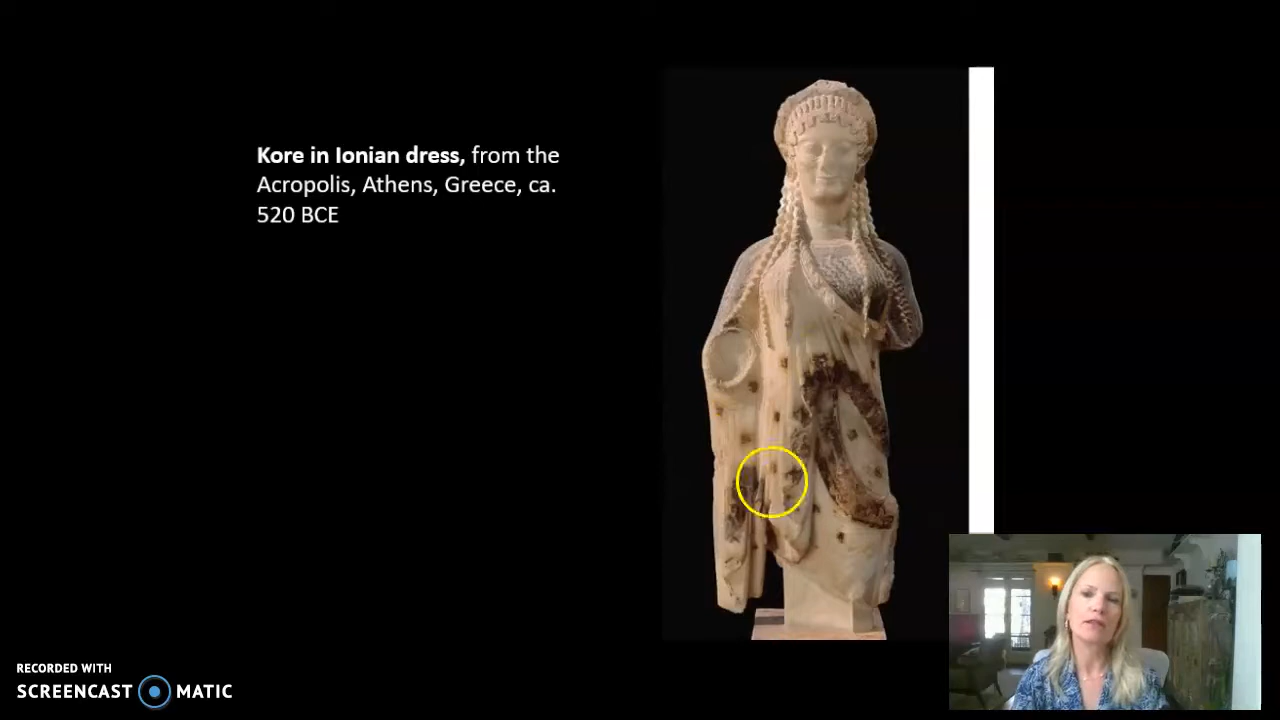 Kore in Ionian dress, from the
Acropolis, Athens, Greece, ca.
520 BCE
RECORDED WITH
SCREENCAST MATIC